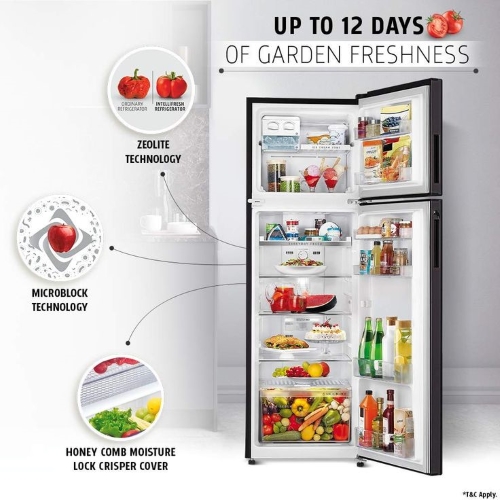 UP TO 12 DAYS
OF GARDEN FRESHNESS
ORDINARY REFRIGERATOR
INTELLIFRESH REFRIGERATOR
ZEOLITE
TECHNOLOGY
MICROBLOCK
TECHNOLOGY
HONEY COMB MOISTURE
LOCK CRISPER COVER
*T&C Apply.